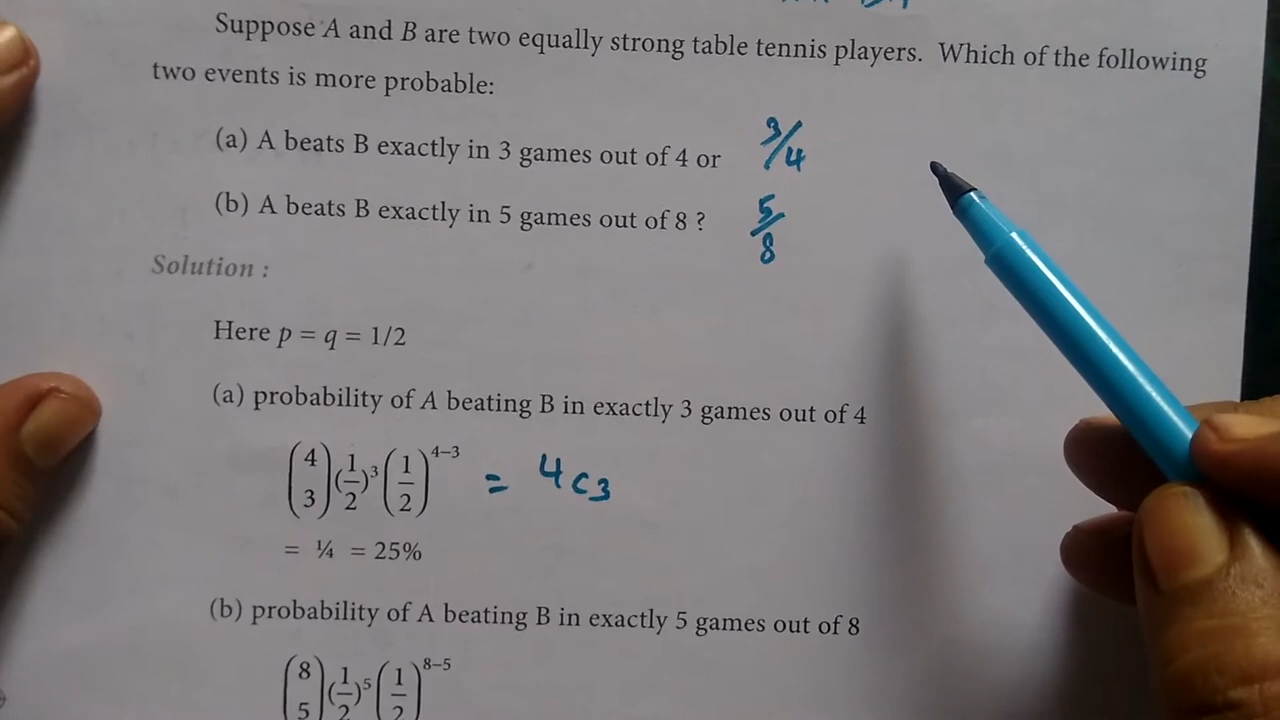 Suppose A and B are two equally strong table tennis players. Which of the following
two events is more probable:
(a) A beats B exactly in 3 games out of 4 or 3/4
(b) A beats B exactly in 5 games out of 8 ? 5/8
Solution :
Here p = q = 1/2
(a) probability of A beating B in exactly 3 games out of 4
(4 3)(1/2)³(1/2)⁴⁻³ = 4C3
= ¼ = 25%
(b) probability of A beating B in exactly 5 games out of 8
(8 5)(1/2)⁵(1/2)⁸⁻⁵